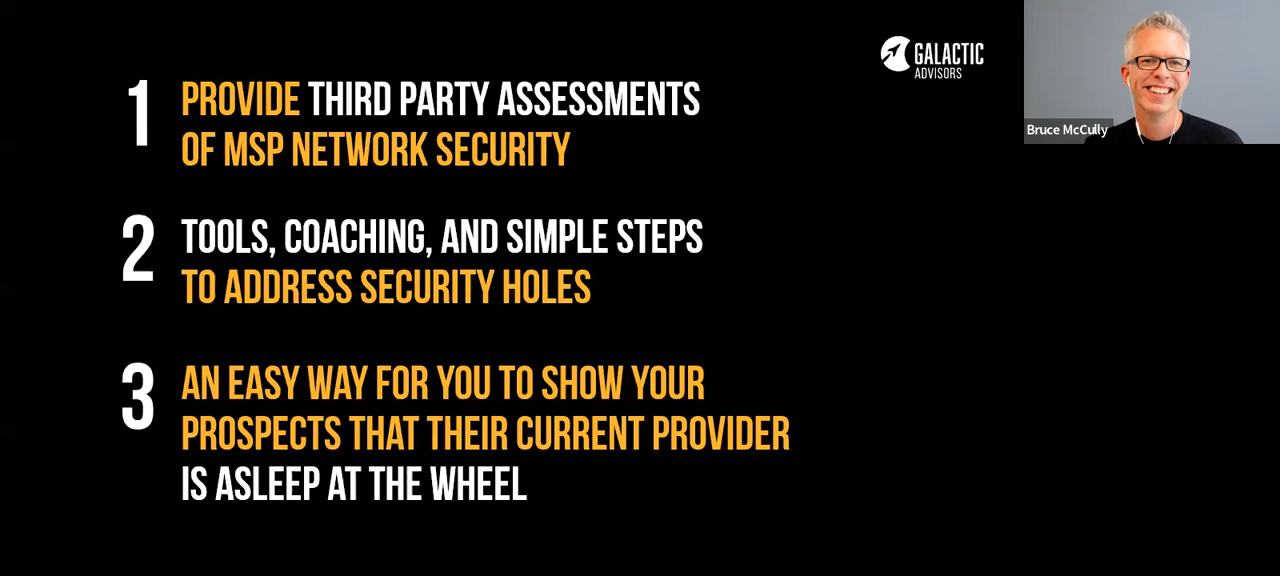 GALACTIC
ADVISORS
Bruce McCully
1
PROVIDE THIRD PARTY ASSESSMENTS
OF MSP NETWORK SECURITY
2
TOOLS, COACHING, AND SIMPLE STEPS
TO ADDRESS SECURITY HOLES
3
AN EASY WAY FOR YOU TO SHOW YOUR
PROSPECTS THAT THEIR CURRENT PROVIDER
IS ASLEEP AT THE WHEEL